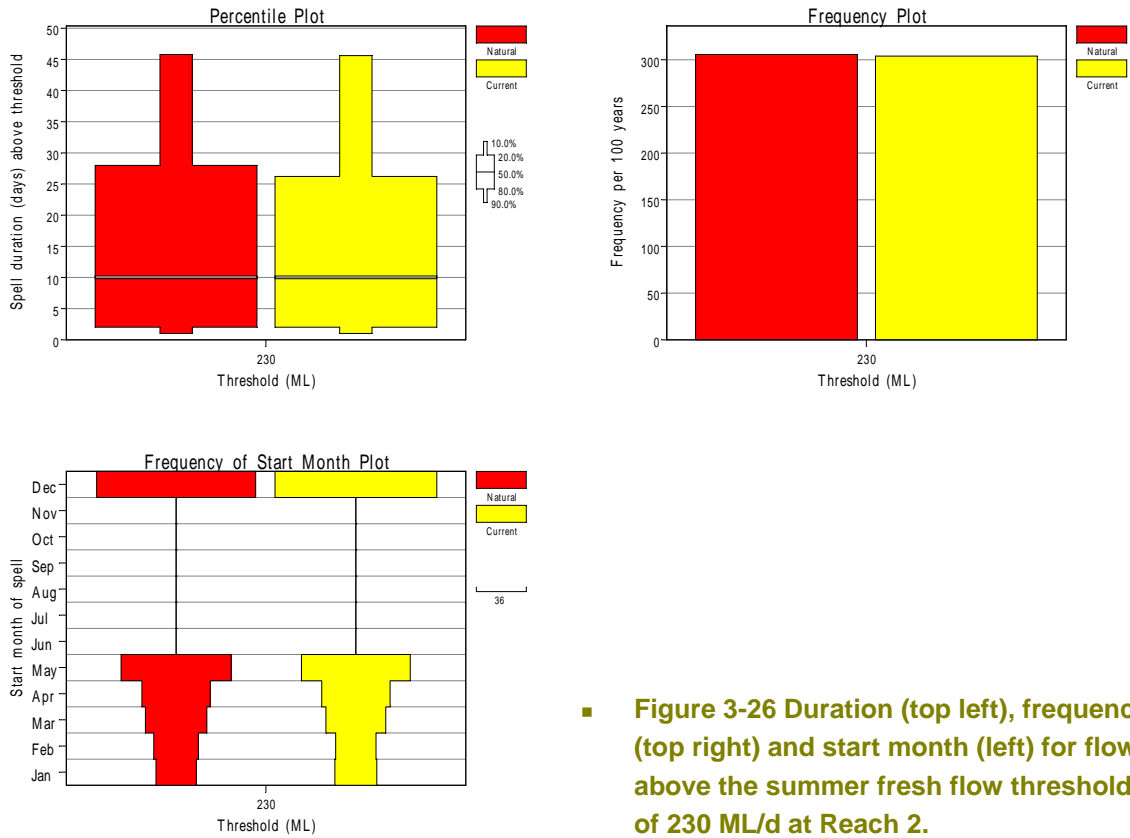 Percentile Plot
50
45
40
35
30
25
20
15
10
5
0
Spell duration (days) above threshold
230
Threshold (ML)
Natural
Current
10.0%
20.0%
50.0%
80.0%
90.0%
Frequency Plot
300
250
200
150
100
50
0
Frequency per 100 years
230
Threshold (ML)
Natural
Current
Frequency of Start Month Plot
Dec
Nov
Oct
Sep
Aug
Jul
Jun
May
Apr
Mar
Feb
Jan
Start month of spell
230
Threshold (ML)
Natural
Current
36
▪ Figure 3-26 Duration (top left), frequenc
(top right) and start month (left) for flow
above the summer fresh flow threshold
of 230 ML/d at Reach 2.